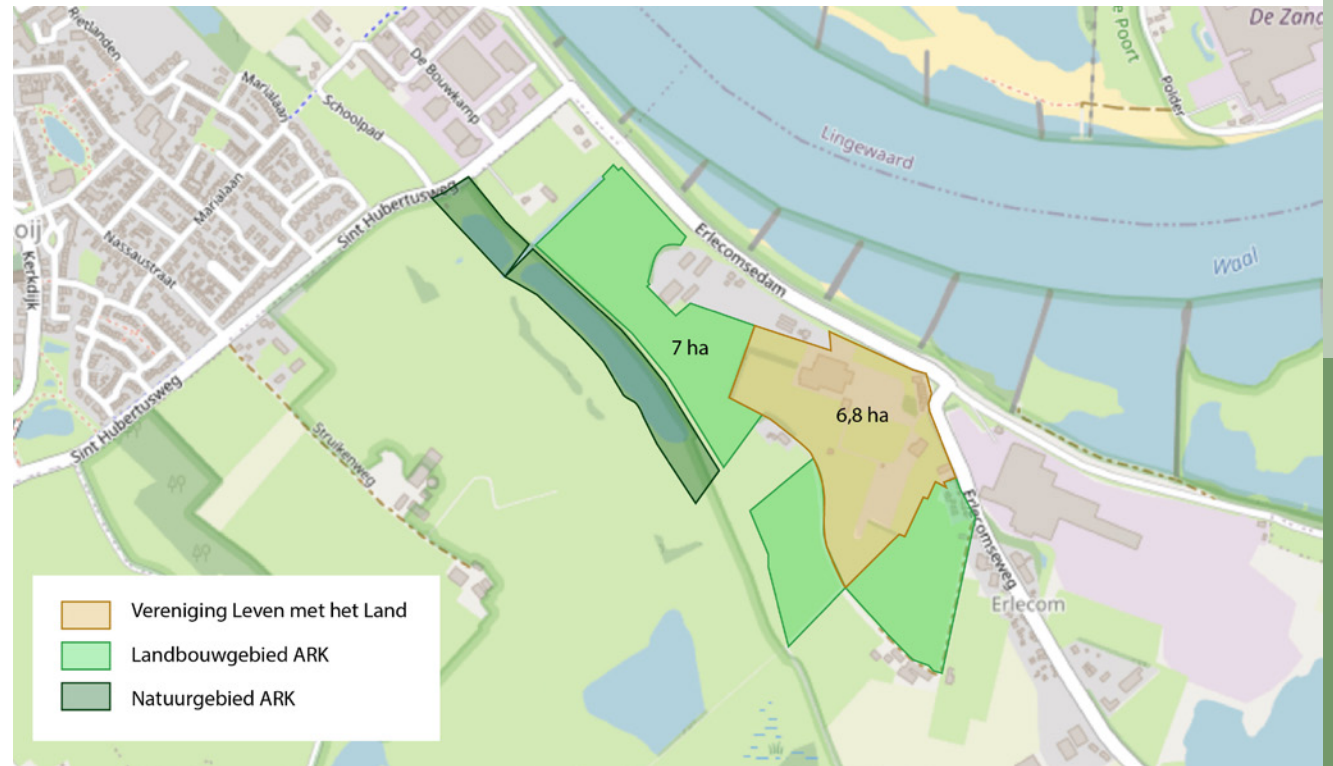 Rietlanden
Marialaan
Schoolpad
De Bouwkamp
Poort
Polder
De Zand
Lingewaard
Waal
Sint Hubertusweg
Marialaan
Nassaustraat
oij
Kerkdijk
Erlecomsedam
7 ha
6,8 ha
Sint Hubertusweg
Struikenweg
Erlecomseweg
Erlecom
Vereniging Leven met het Land
Landbouwgebied ARK
Natuurgebied ARK